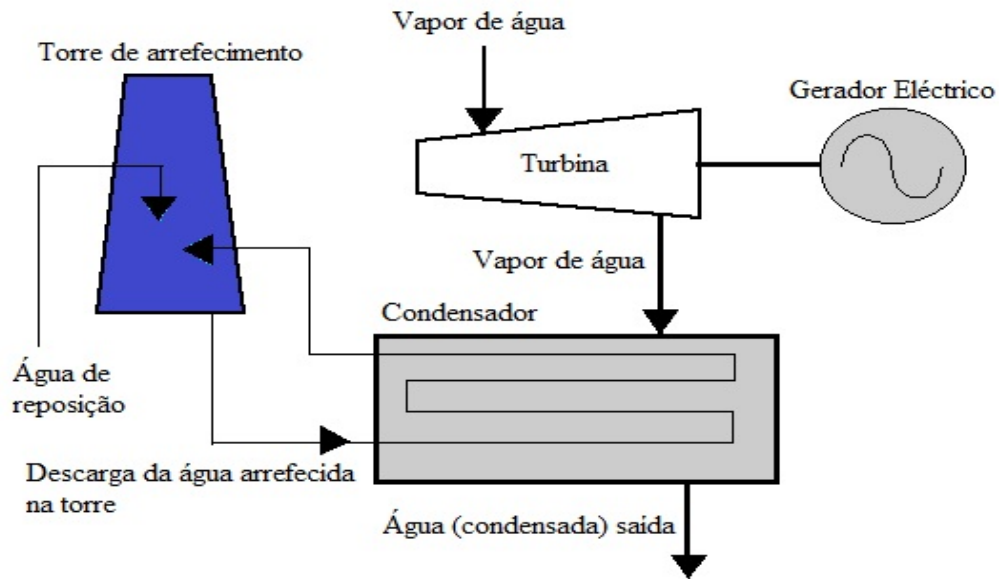 Vapor de água
Torre de arrefecimento
Gerador Eléctrico
Turbina
Vapor de água
Condensador
Água de
reposição
Descarga da água arrefecida
na torre
Água (condensada) saída